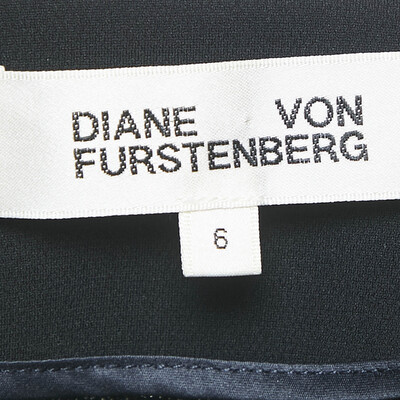 DIANE VON
FURSTENBERG
6